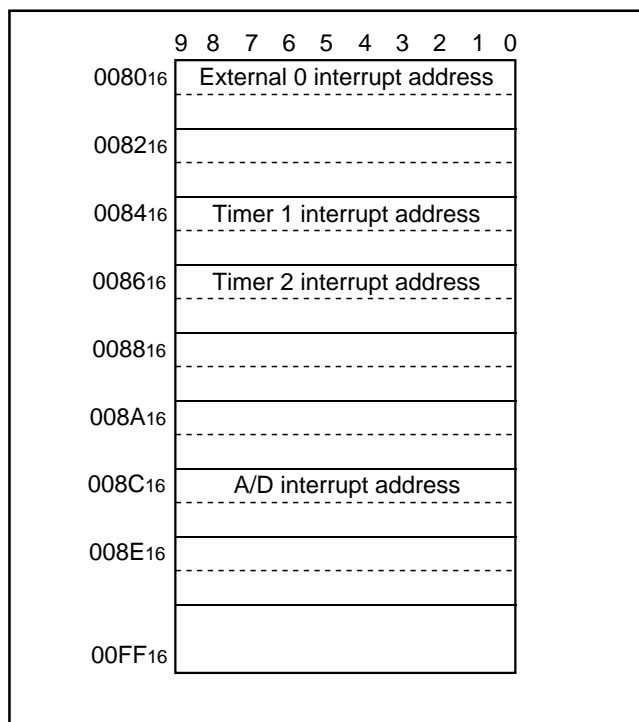 9 8 7 6 5 4 3 2 1 0
008016 External 0 interrupt address
008216
008416 Timer 1 interrupt address
008616 Timer 2 interrupt address
008816
008A16
008C16 A/D interrupt address
008E16
00FF16